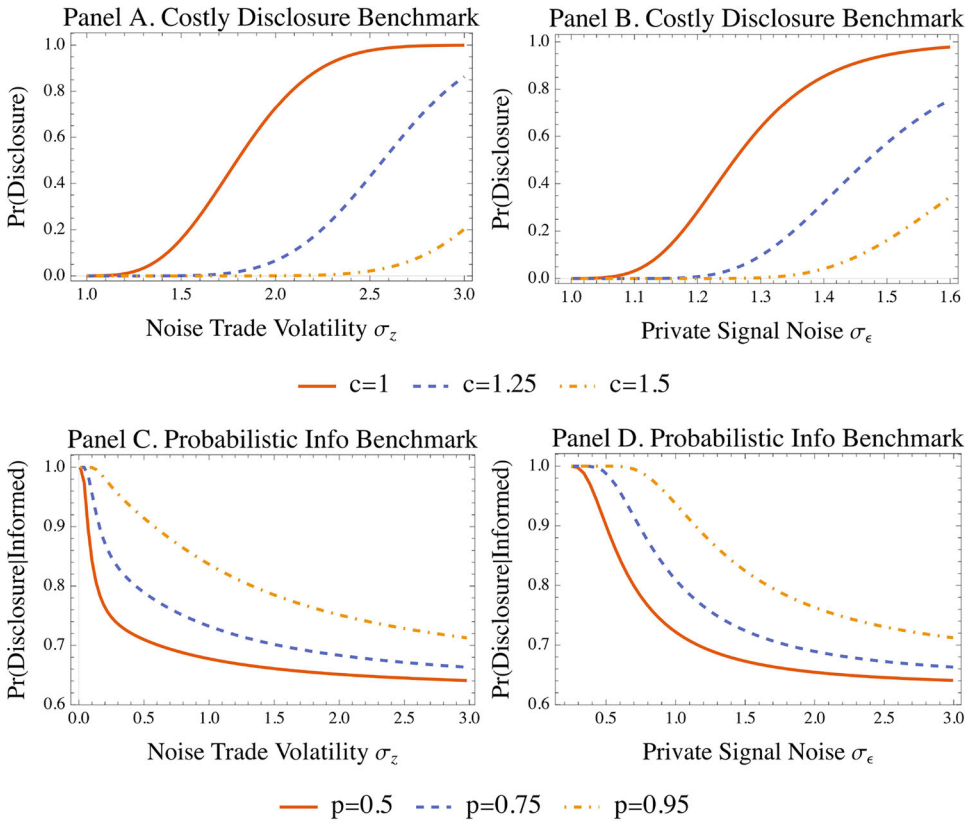 Panel A. Costly Disclosure Benchmark
Pr(Disclosure)
1.0
0.8
0.6
0.4
0.2
0.0
1.0 1.5 2.0 2.5 3.0
Noise Trade Volatility σz
Panel B. Costly Disclosure Benchmark
Pr(Disclosure)
1.0
0.8
0.6
0.4
0.2
0.0
1.0 1.1 1.2 1.3 1.4 1.5 1.6
Private Signal Noise σϵ
c=1 c=1.25 c=1.5
Panel C. Probabilistic Info Benchmark
Pr(Disclosure|Informed)
1.0
0.9
0.8
0.7
0.6
0.0 0.5 1.0 1.5 2.0 2.5 3.0
Noise Trade Volatility σz
Panel D. Probabilistic Info Benchmark
Pr(Disclosure|Informed)
1.0
0.9
0.8
0.7
0.6
0.5 1.0 1.5 2.0 2.5 3.0
Private Signal Noise σϵ
p=0.5 p=0.75 p=0.95